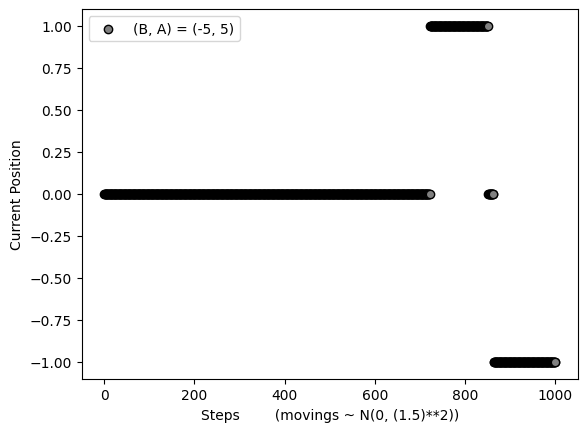 (B, A) = (-5, 5)
Current Position
1.00
0.75
0.50
0.25
0.00
−0.25
−0.50
−0.75
−1.00
0 200 400 600 800 1000
Steps        (movings ~ N(0, (1.5)**2))